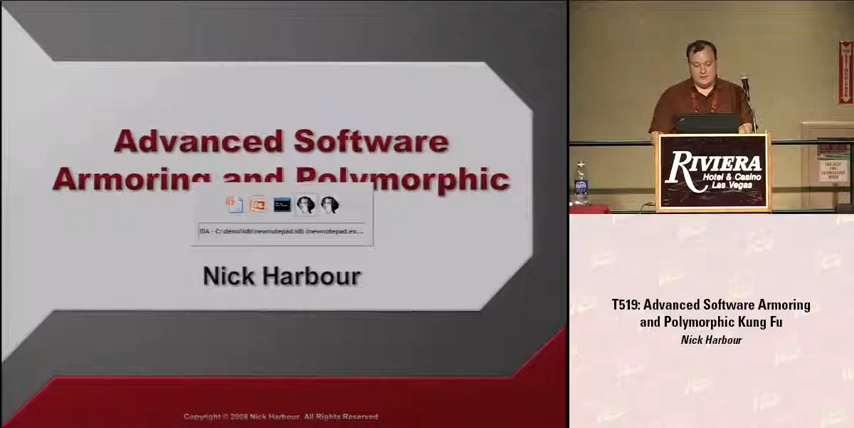 Advanced Software
Armoring and Polymorphic
IDA - C:\demo\idb\newnotepad.idb (newnotepad.ex...
Nick Harbour
Copyright © 2008 Nick Harbour. All Rights Reserved
RIVIERA
Hotel & Casino
Las Vegas
T519: Advanced Software Armoring
and Polymorphic Kung Fu
Nick Harbour